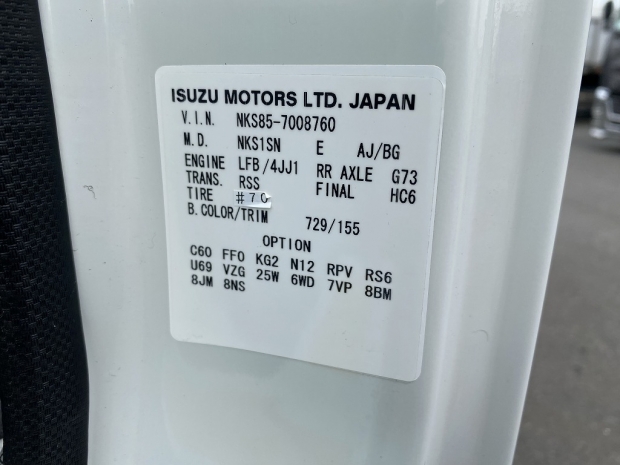 ISUZU MOTORS LTD. JAPAN
V.I.N. NKS85-7008760
M.D. NKS1SN E AJ/BG
ENGINE LFB/4JJ1 RR AXLE G73
TRANS. RSS FINAL HC6
TIRE #7C
B.COLOR/TRIM 729/155
OPTION
C60 FF0 KG2 N12 RPV RS6
U69 VZG 25W 6WD 7VP 8BM
8JM 8NS